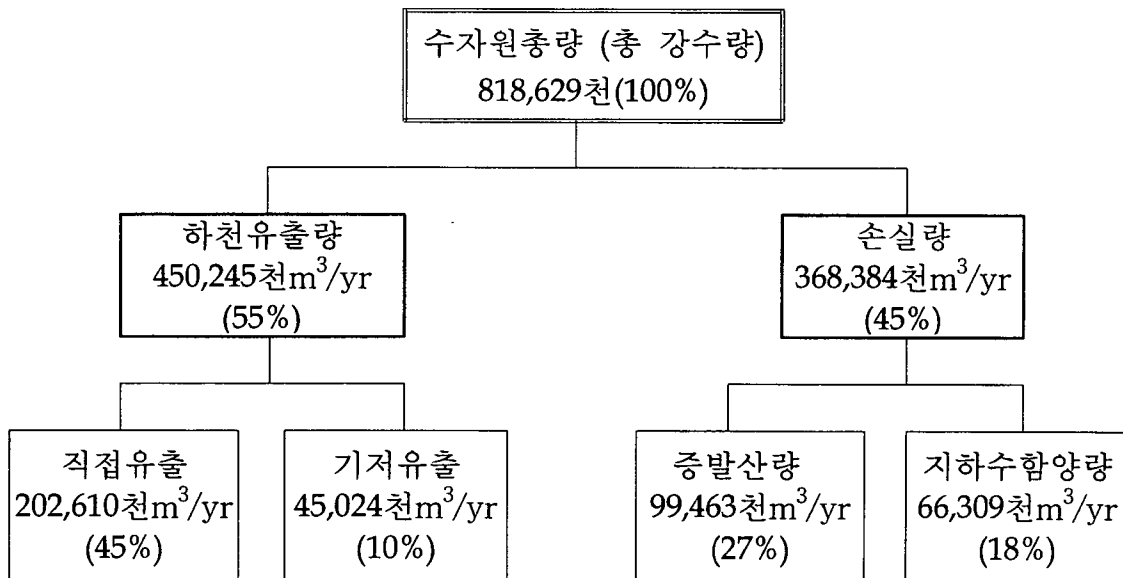 수자원총량 (총 강수량)
818,629천(100%)
하천유출량
450,245천m³/yr
(55%)
손실량
368,384천m³/yr
(45%)
직접유출
202,610천m³/yr
(45%)
기저유출
45,024천m³/yr
(10%)
증발산량
99,463천m³/yr
(27%)
지하수함양량
66,309천m³/yr
(18%)